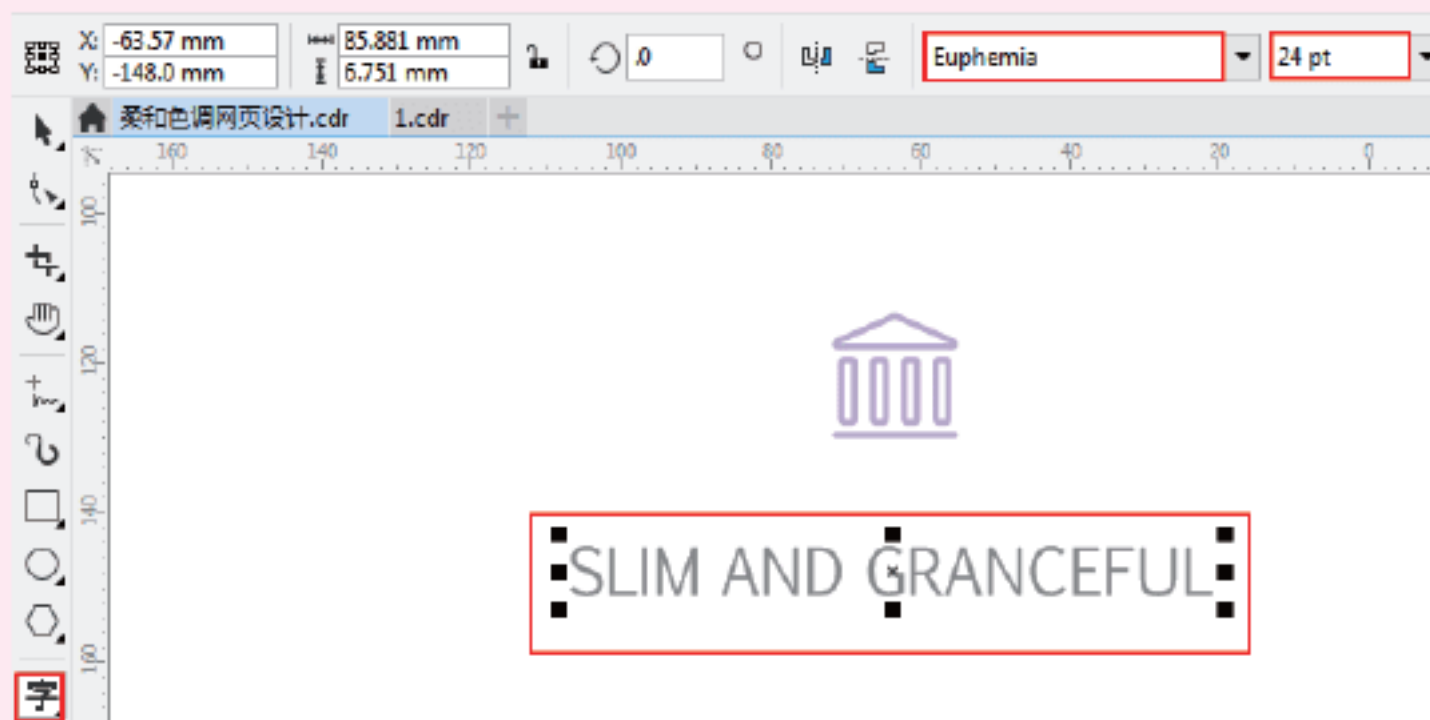 X: -63.57 mm 85.881 mm .0 Euphemia 24 pt
Y: -148.0 mm 6.751 mm
柔和色调网页设计.cdr 1.cdr +
160 140 120 100 80 60 40 20 0
100
120
SLIM AND GRANCEFUL
140
160
字